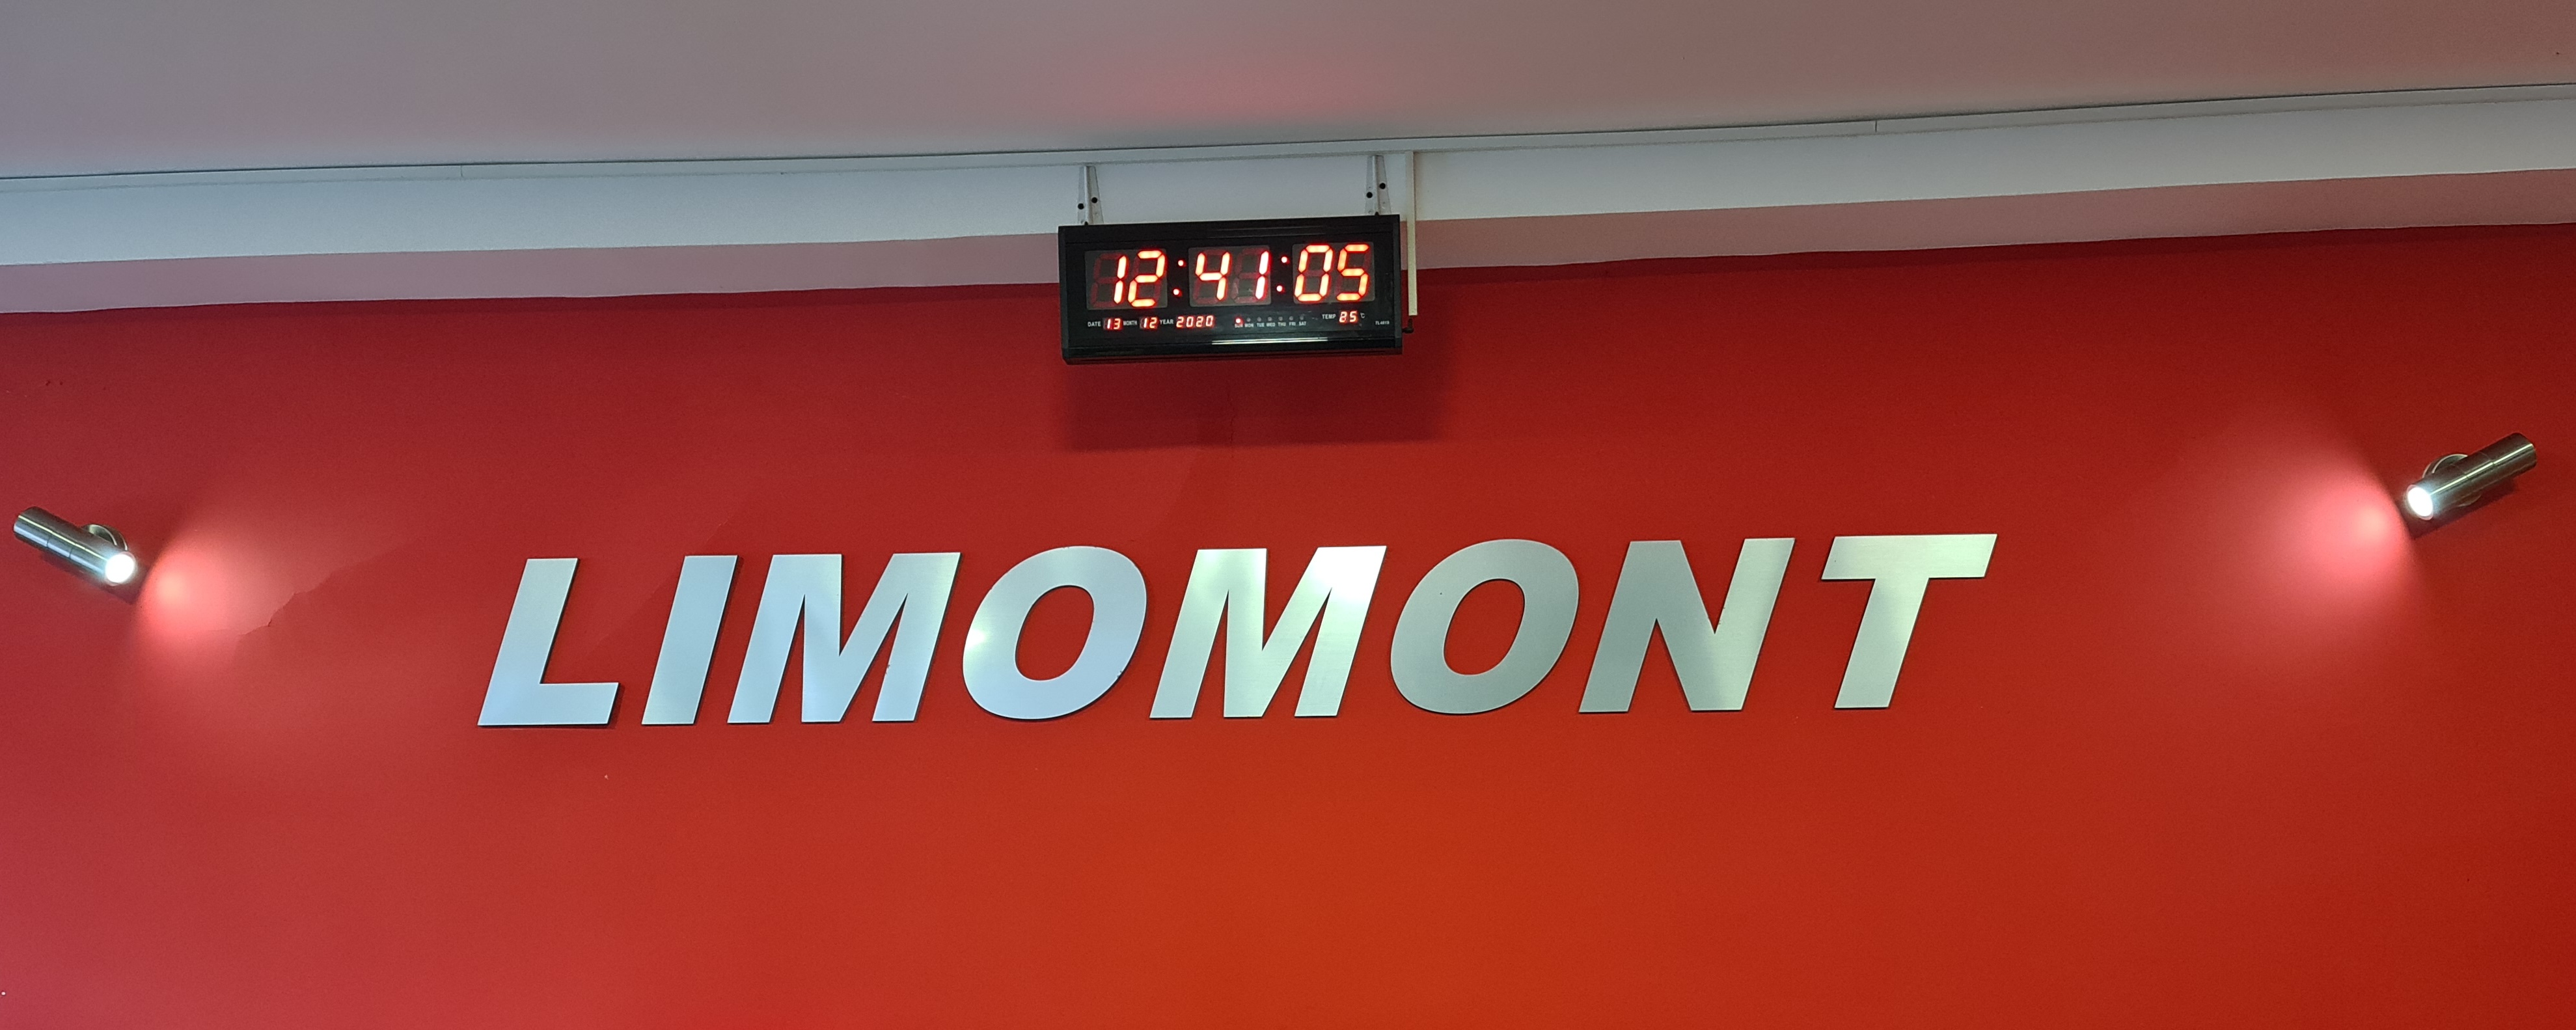 12:41:05
DATE 13 MONTH 12 YEAR 2020 SUN MON TUE WED THU FRI SAT TEMP 25 °C
LIMOMONT